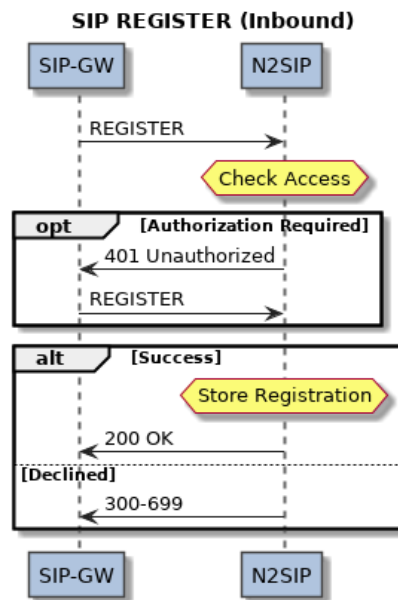 SIP REGISTER (Inbound)
SIP-GW N2SIP
REGISTER
Check Access
opt [Authorization Required]
401 Unauthorized
REGISTER
alt [Success]
Store Registration
200 OK
[Declined]
300-699
SIP-GW N2SIP